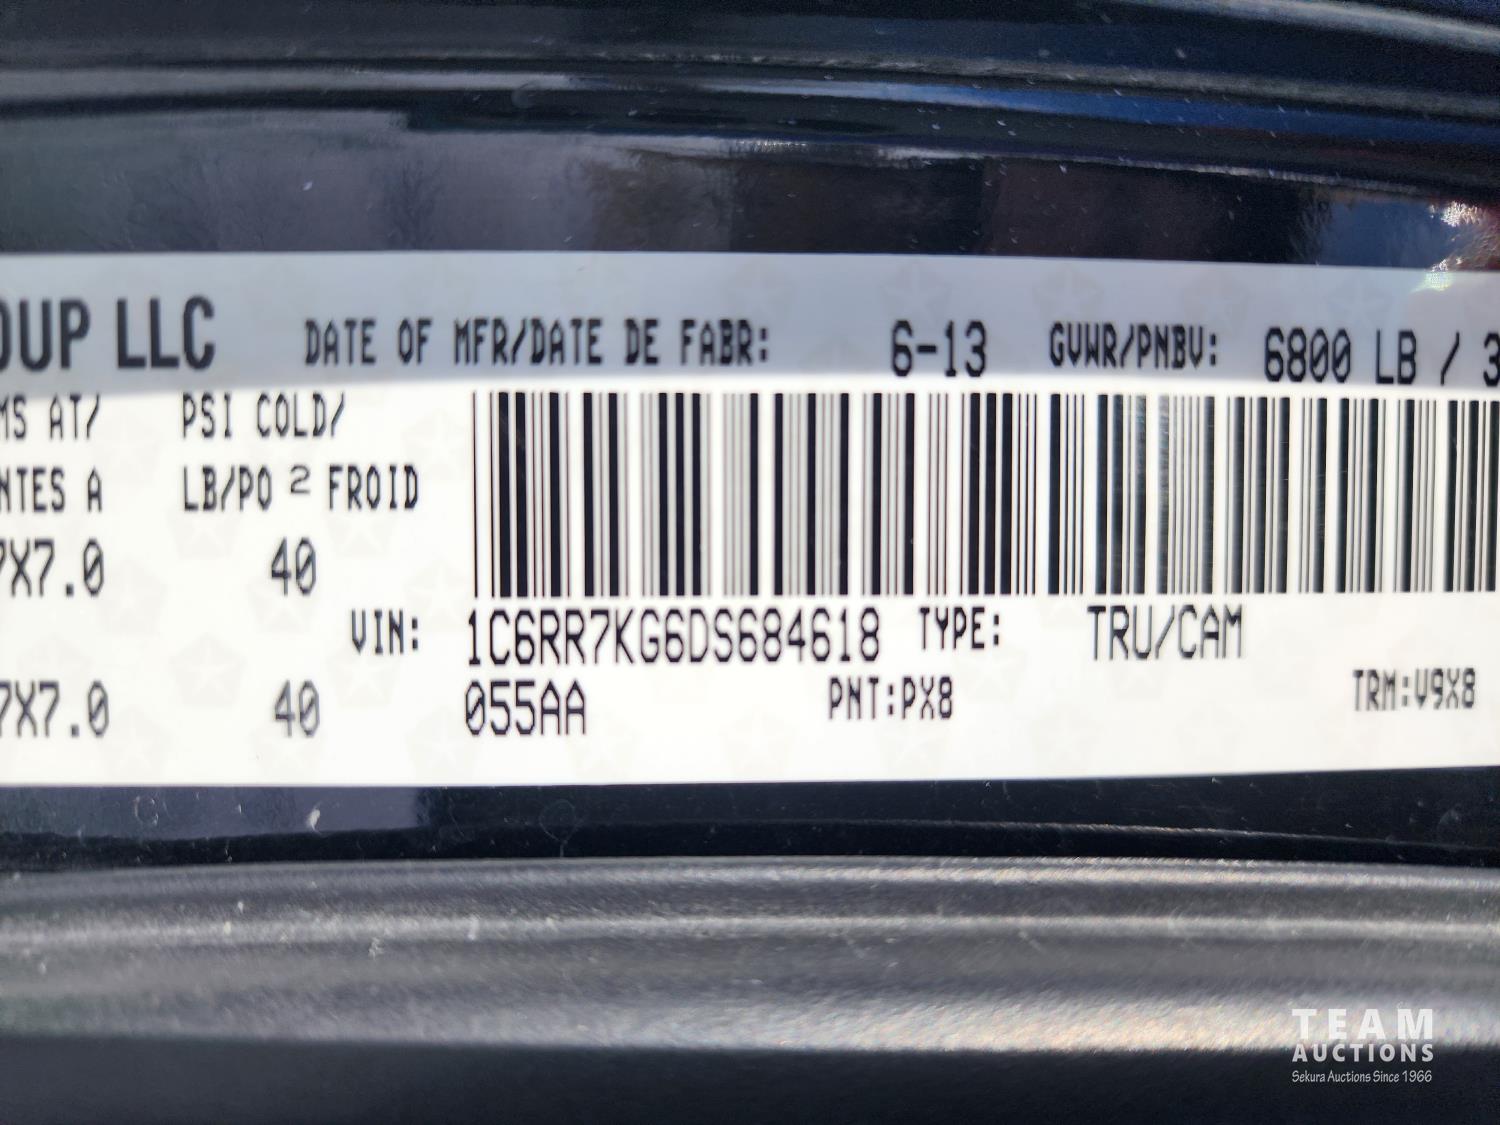 OUP LLC DATE OF MFR/DATE DE FABR: 6-13 GVWR/PNBV: 6800 LB / 3
MS AT/ PSI COLD/
NTES A LB/PO 2 FROID
7X7.0 40
VIN: 1C6RR7KG6DS684618 TYPE: TRU/CAM
7X7.0 40 055AA PNT:PX8 TRM:V9X8
TEAM
AUCTIONS
Sekura Auctions Since 1966